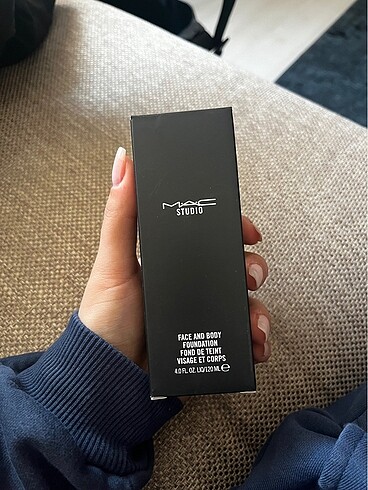 MAC
STUDIO
FACE AND BODY
FOUNDATION
FOND DE TEINT
VISAGE ET CORPS
4.0 FL. OZ. LIQ/120 ML ℮